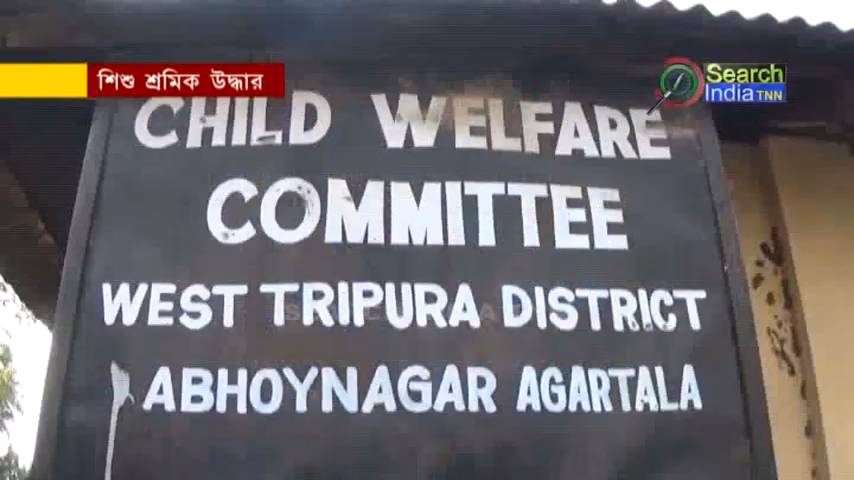 শিশু শ্রমিক উদ্ধার
Search
India TNN
CHILD WELFARE
COMMITTEE
WEST TRIPURA DISTRICT
ABHOYNAGAR AGARTALA